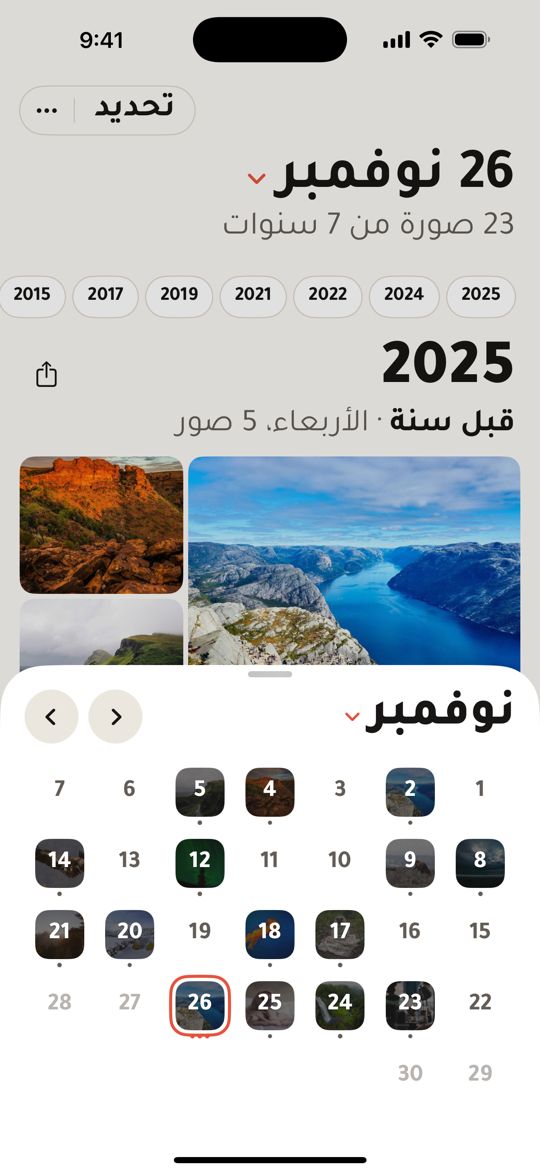 9:41
تحديد
26 نوفمبر
23 صورة من 7 سنوات
2025 2024 2022 2021 2019 2017 2015
2025
قبل سنة · الأربعاء، 5 صور
نوفمبر
1 2 3 4 5 6 7
8 9 10 11 12 13 14
15 16 17 18 19 20 21
22 23 24 25 26 27 28
29 30